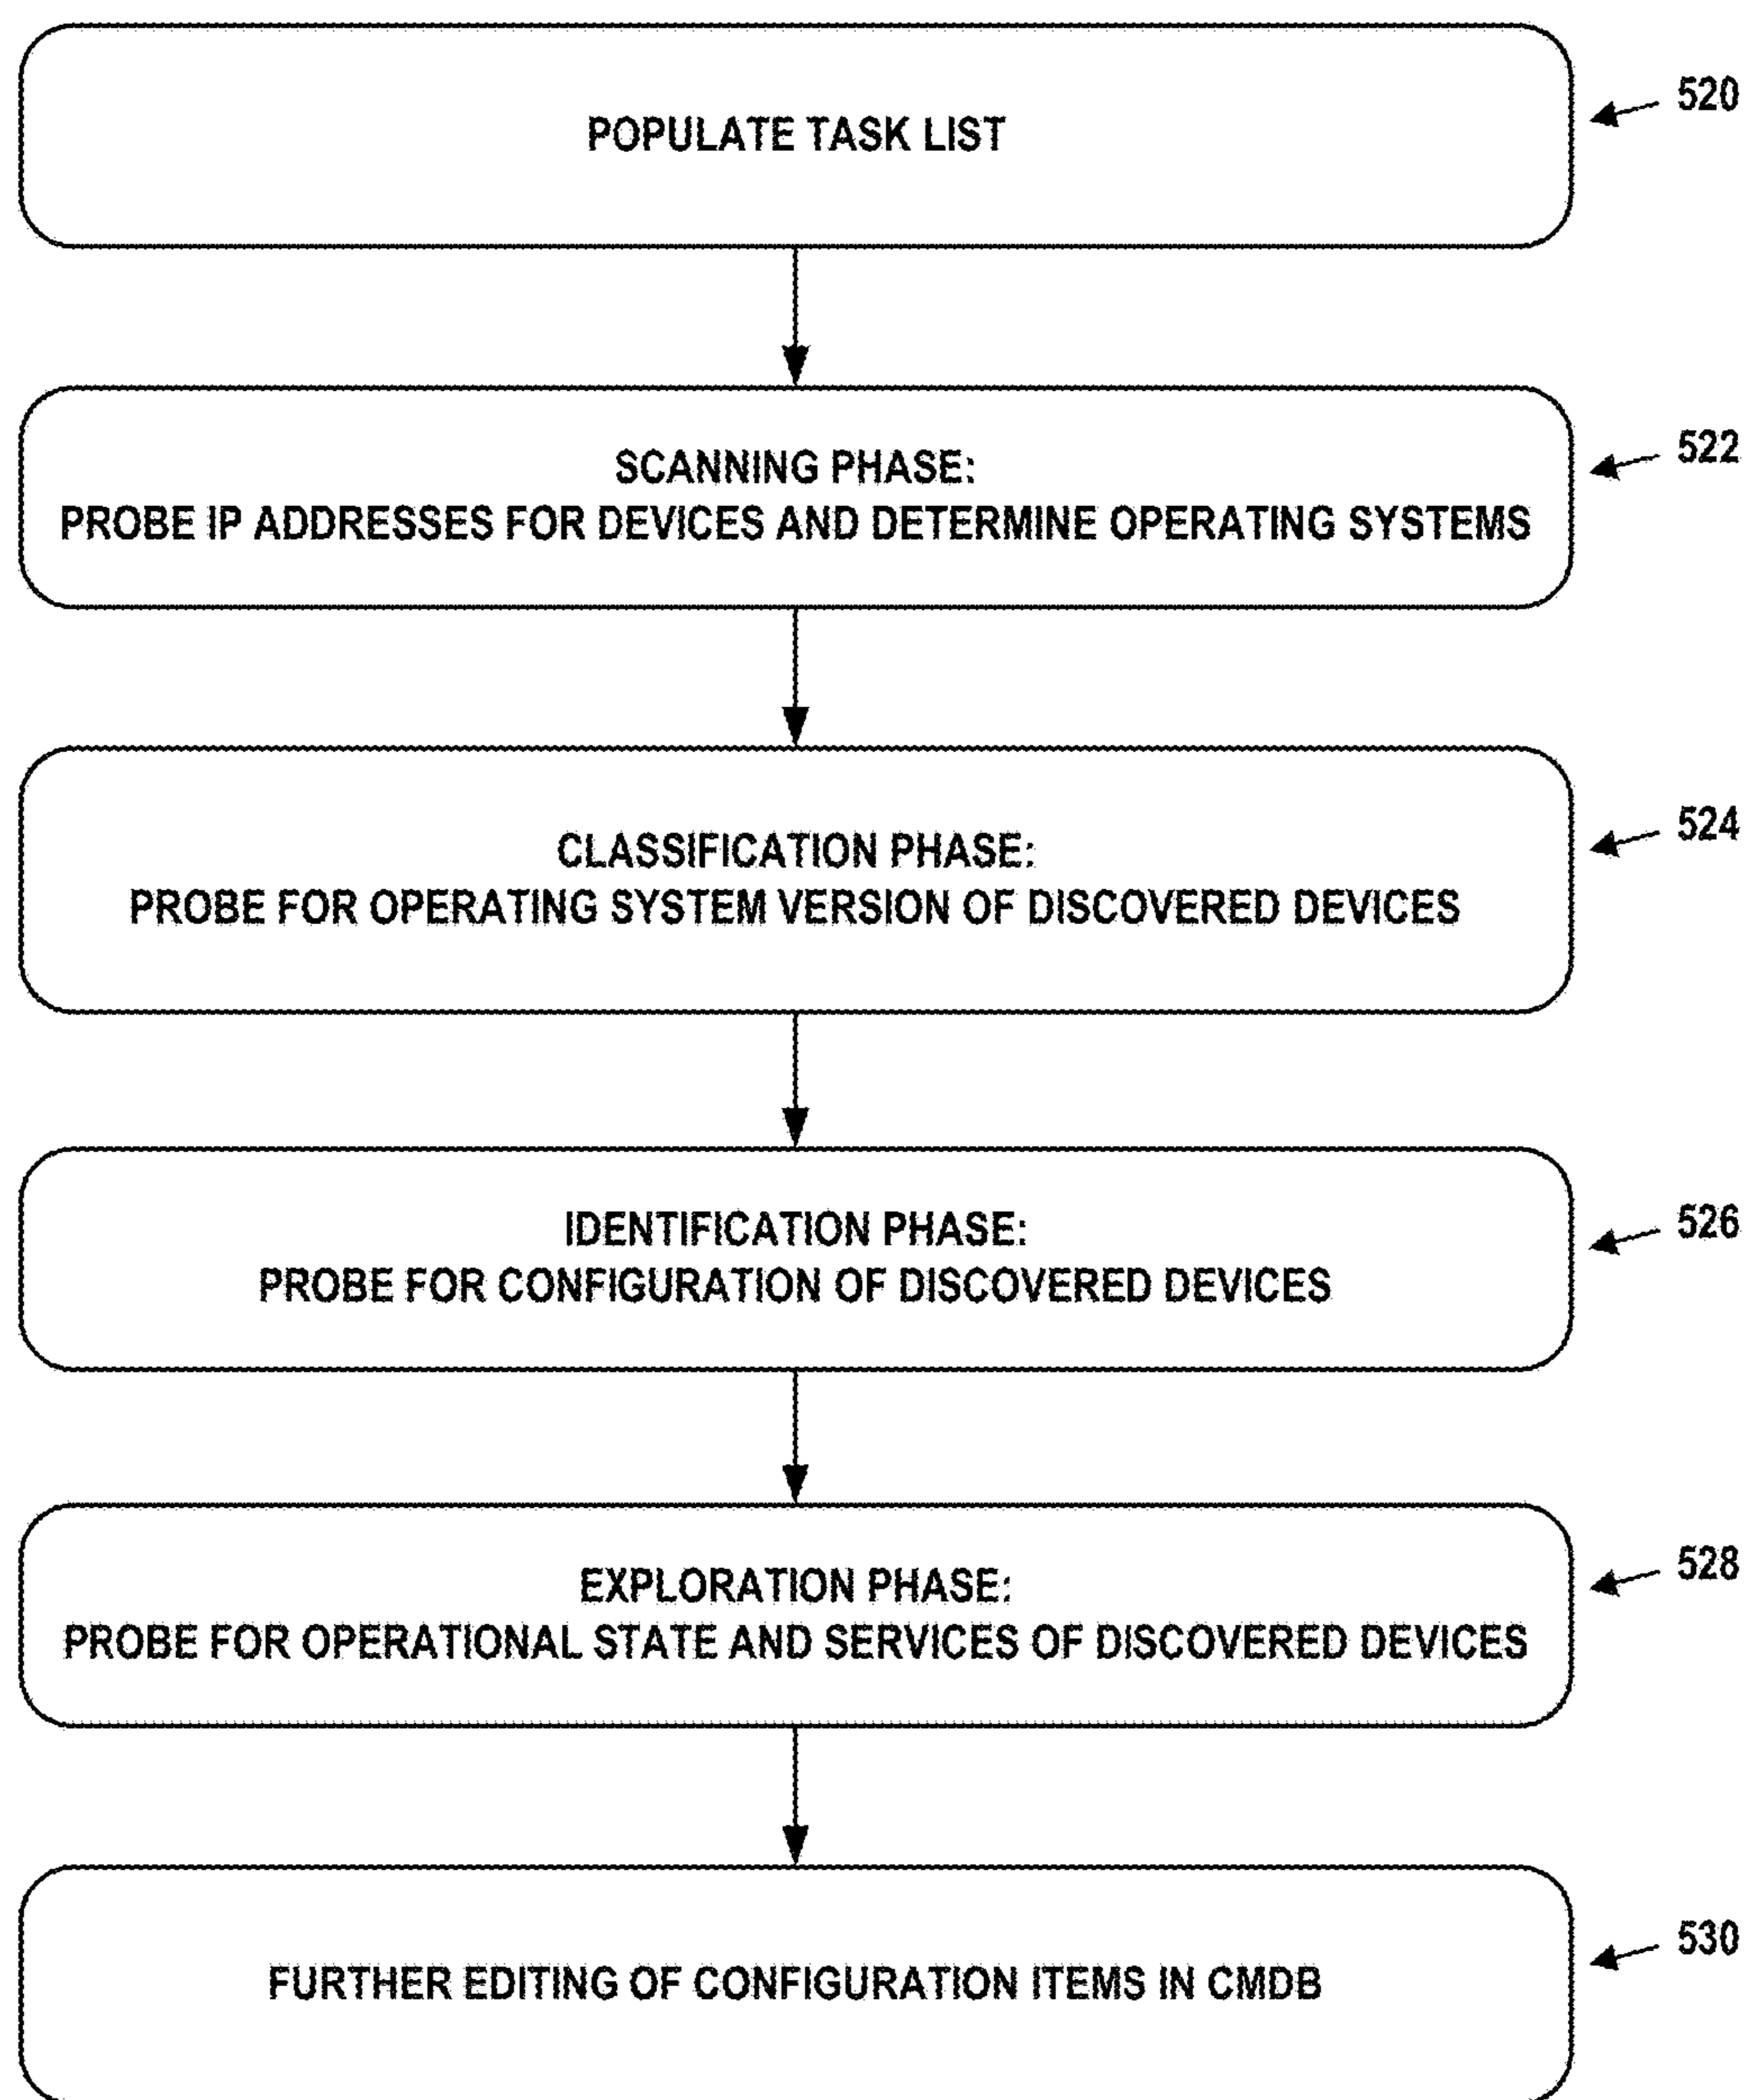 POPULATE TASK LIST
520
SCANNING PHASE:
PROBE IP ADDRESSES FOR DEVICES AND DETERMINE OPERATING SYSTEMS
522
CLASSIFICATION PHASE:
PROBE FOR OPERATING SYSTEM VERSION OF DISCOVERED DEVICES
524
IDENTIFICATION PHASE:
PROBE FOR CONFIGURATION OF DISCOVERED DEVICES
526
EXPLORATION PHASE:
PROBE FOR OPERATIONAL STATE AND SERVICES OF DISCOVERED DEVICES
528
FURTHER EDITING OF CONFIGURATION ITEMS IN CMDB
530